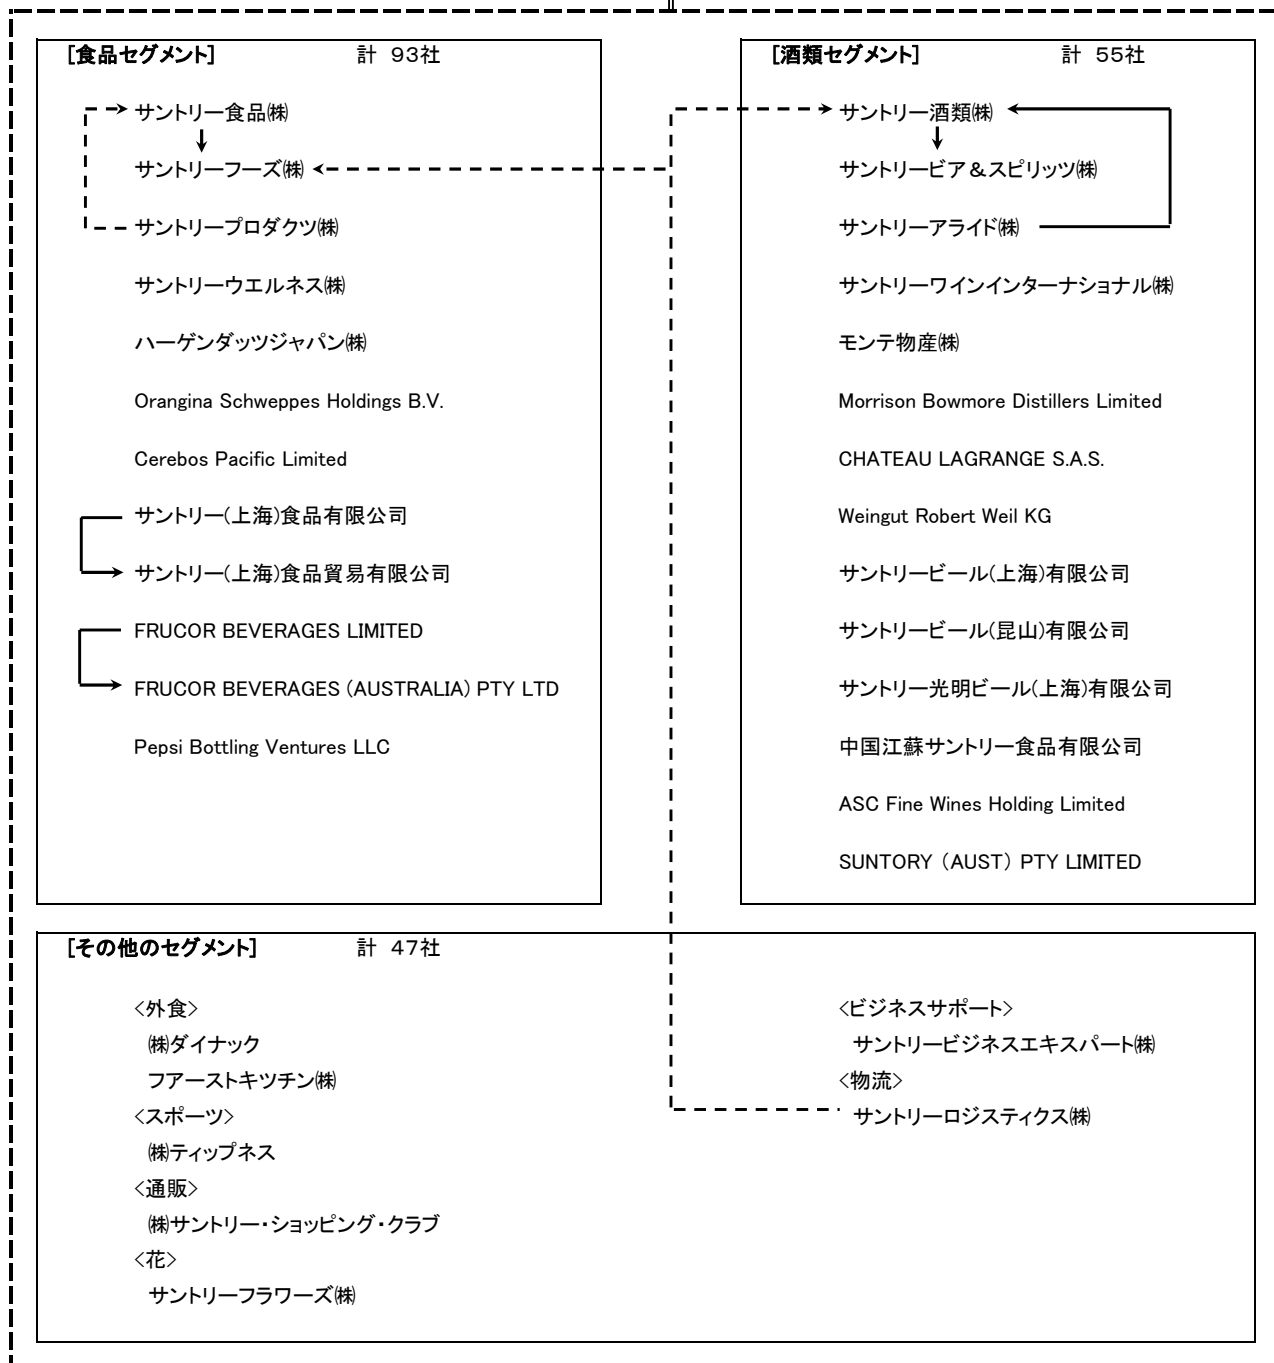 [食品セグメント] 計 93社
サントリー食品㈱
サントリーフーズ㈱
サントリープロダクツ㈱
サントリーウエルネス㈱
ハーゲンダッツジャパン㈱
Orangina Schweppes Holdings B.V.
Cerebos Pacific Limited
サントリー(上海)食品有限公司
サントリー(上海)食品貿易有限公司
FRUCOR BEVERAGES LIMITED
FRUCOR BEVERAGES (AUSTRALIA) PTY LTD
Pepsi Bottling Ventures LLC
[酒類セグメント] 計 55社
サントリー酒類㈱
サントリービア＆スピリッツ㈱
サントリーアライド㈱
サントリーワインインターナショナル㈱
モンテ物産㈱
Morrison Bowmore Distillers Limited
CHATEAU LAGRANGE S.A.S.
Weingut Robert Weil KG
サントリービール(上海)有限公司
サントリービール(昆山)有限公司
サントリー光明ビール(上海)有限公司
中国江蘇サントリー食品有限公司
ASC Fine Wines Holding Limited
SUNTORY （AUST） PTY LIMITED
[その他のセグメント] 計 47社
<外食>
㈱ダイナック
フアーストキツチン㈱
<スポーツ>
㈱ティップネス
<通販>
㈱サントリー・ショッピング・クラブ
<花>
サントリーフラワーズ㈱
<ビジネスサポート>
サントリービジネスエキスパート㈱
<物流>
サントリーロジスティクス㈱